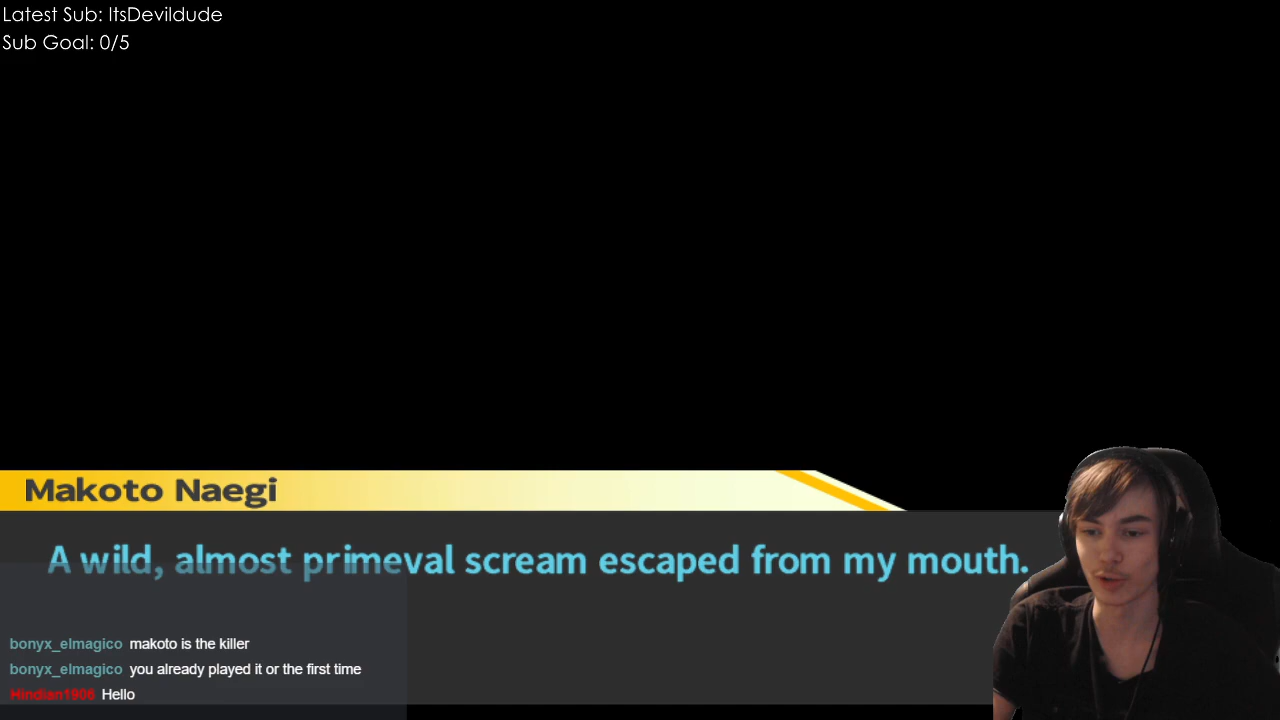 Latest Sub: ItsDevildude
Sub Goal: 0/5
Makoto Naegi
A wild, almost primeval scream escaped from my mouth.
bonyx_elmagico makoto is the killer
bonyx_elmagico you already played it or the first time
Hindian1906 Hello